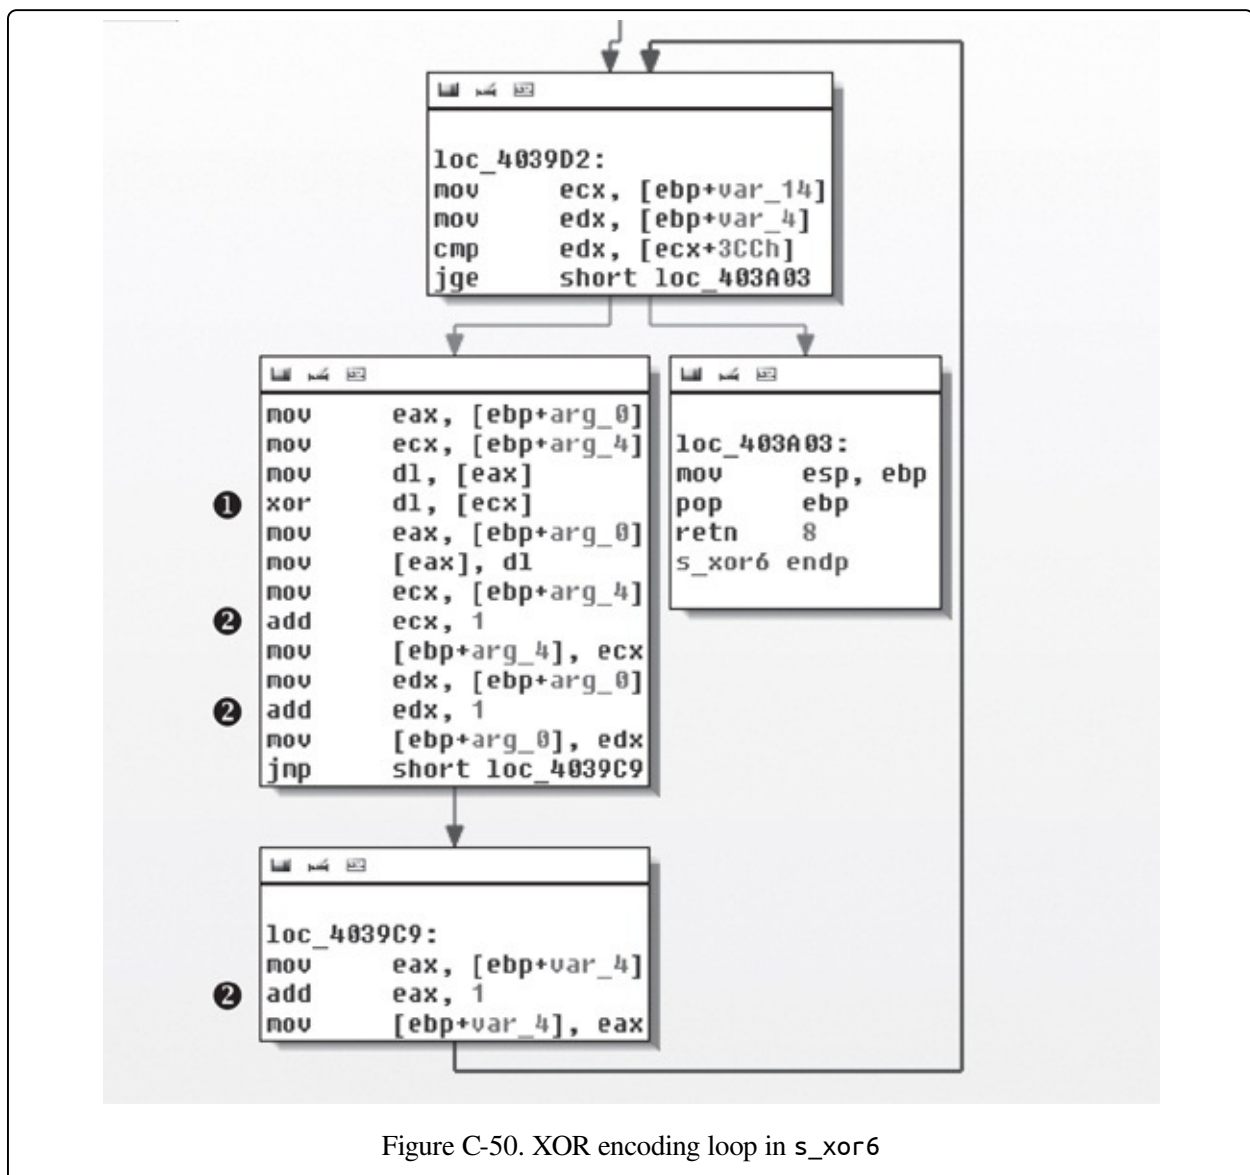 loc_4039D2:
mov ecx, [ebp+var_14]
mov edx, [ebp+var_4]
cmp edx, [ecx+3CCh]
jge short loc_403A03
mov eax, [ebp+arg_0]
mov ecx, [ebp+arg_4]
mov dl, [eax]
❶ xor dl, [ecx]
mov eax, [ebp+arg_0]
mov [eax], dl
mov ecx, [ebp+arg_4]
❷ add ecx, 1
mov [ebp+arg_4], ecx
mov edx, [ebp+arg_0]
❷ add edx, 1
mov [ebp+arg_0], edx
jmp short loc_4039C9
loc_403A03:
mov esp, ebp
pop ebp
retn 8
s_xor6 endp
loc_4039C9:
mov eax, [ebp+var_4]
❷ add eax, 1
mov [ebp+var_4], eax
Figure C-50. XOR encoding loop in s_xor6